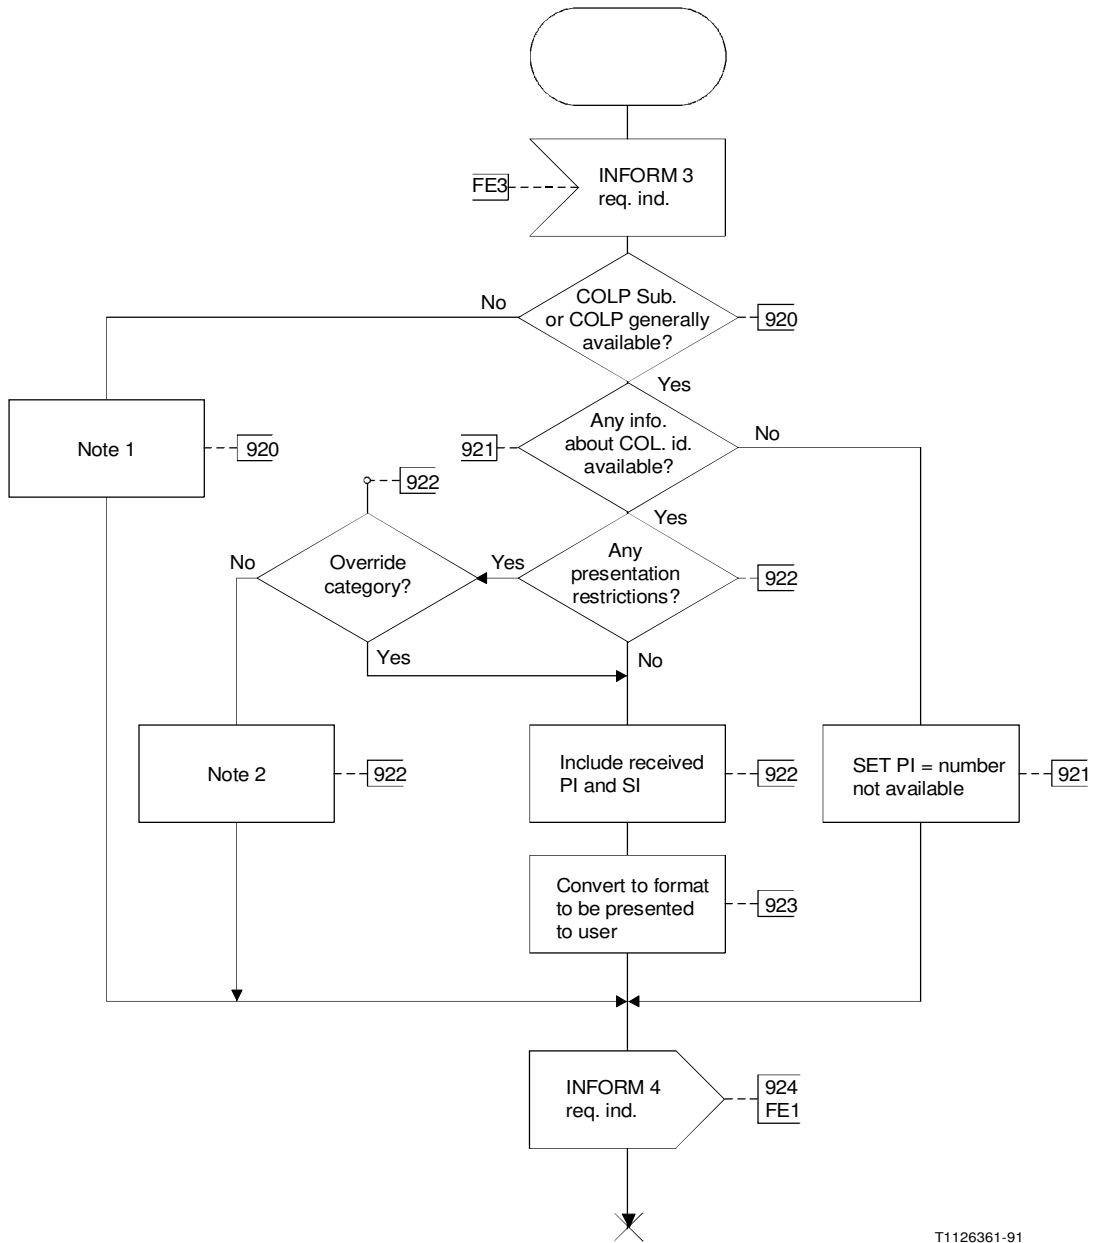 INFORM 3
req. ind.
FE3
COLP Sub.
or COLP generally
available?
No
920
Yes
Note 1
920
Any info.
about COL. id.
available?
921
No
922
Yes
Override
category?
No
Yes
Any
presentation
restrictions?
922
Yes
No
Note 2
922
Include received
PI and SI
922
SET PI = number
not available
921
Convert to format
to be presented
to user
923
INFORM 4
req. ind.
924
FE1
T1126361-91